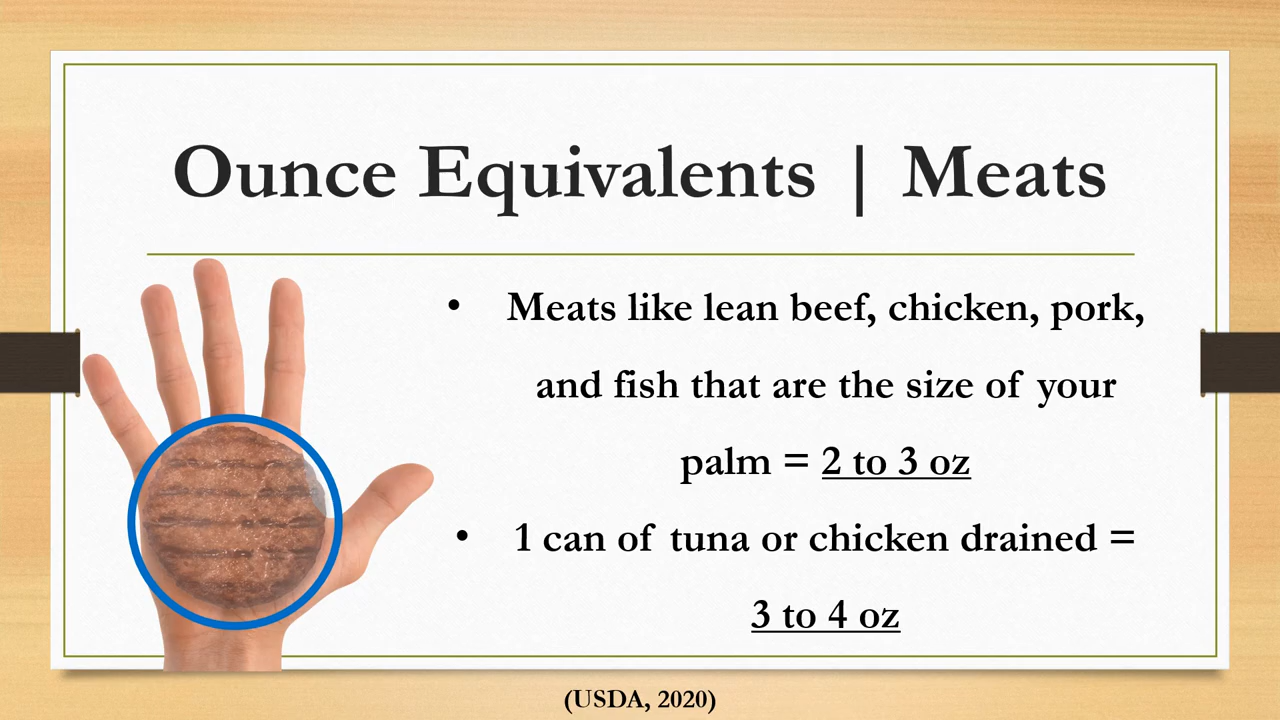 Ounce Equivalents | Meats
• Meats like lean beef, chicken, pork,
and fish that are the size of your
palm = 2 to 3 oz
• 1 can of tuna or chicken drained =
3 to 4 oz
(USDA, 2020)